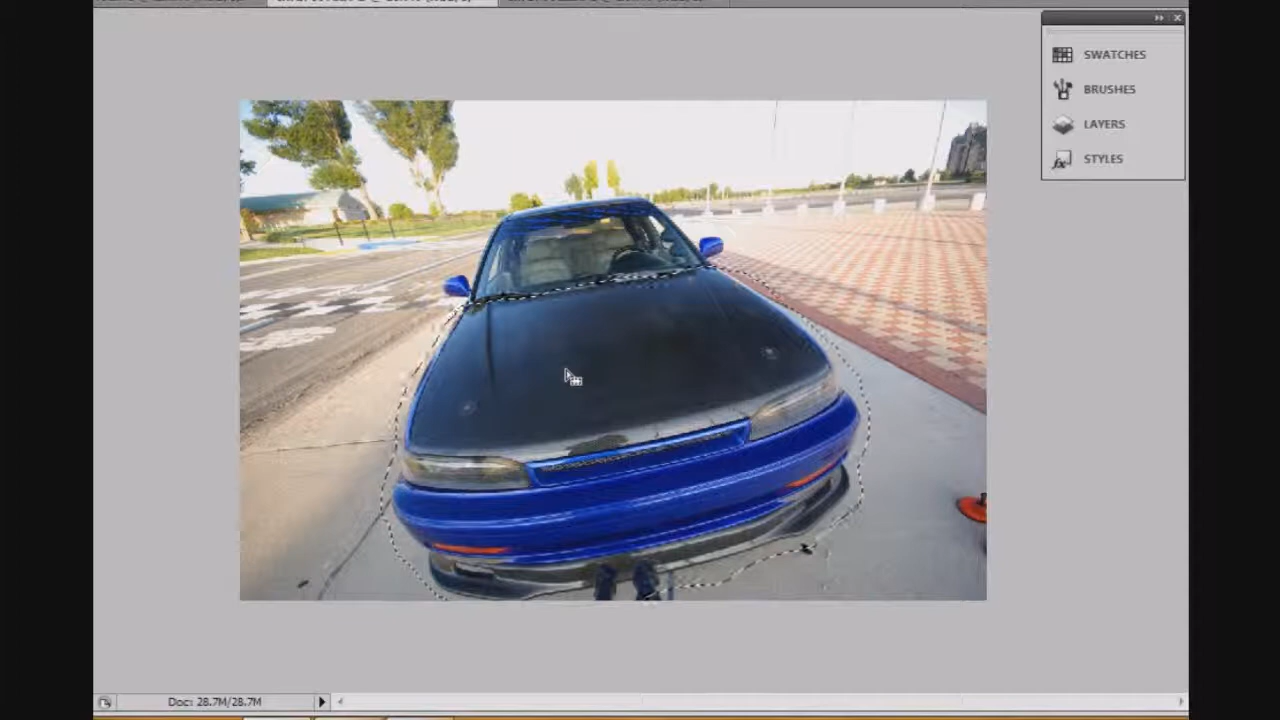 SWATCHES
BRUSHES
LAYERS
STYLES
Doc: 28.7M/28.7M